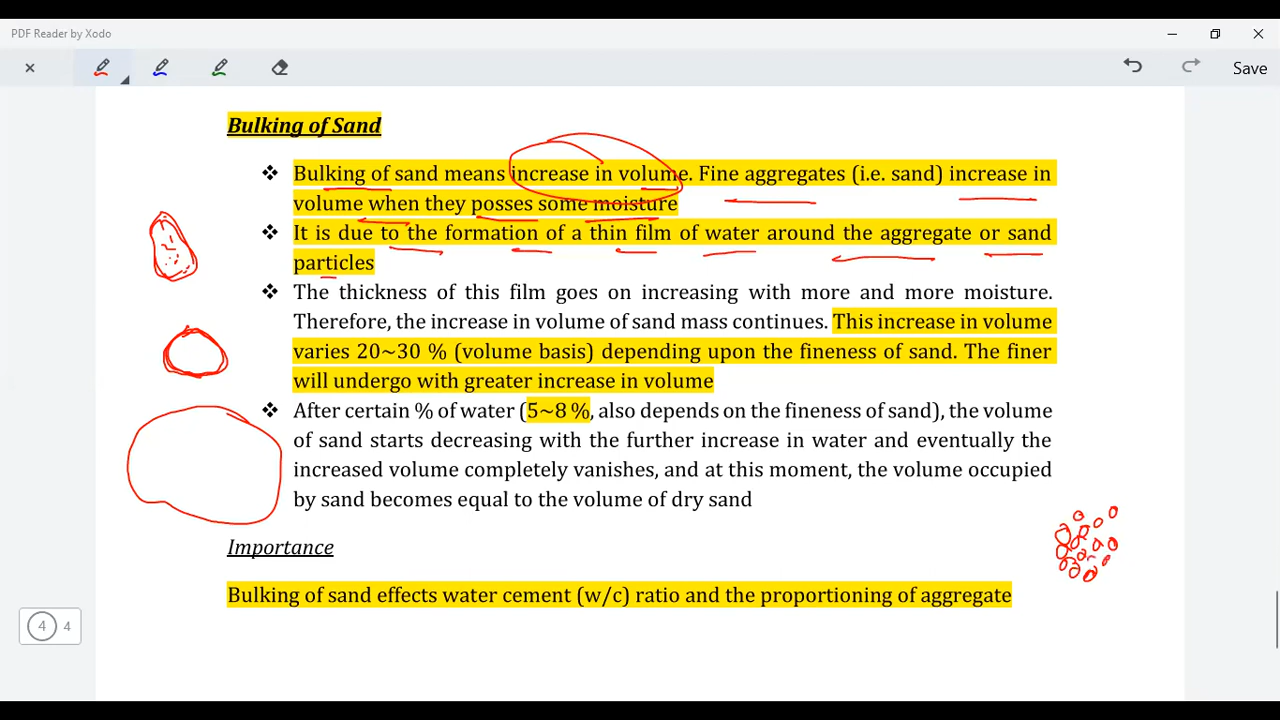 PDF Reader by Xodo
Save
Bulking of Sand
❖ Bulking of sand means increase in volume. Fine aggregates (i.e. sand) increase in
volume when they posses some moisture
❖ It is due to the formation of a thin film of water around the aggregate or sand
particles
❖ The thickness of this film goes on increasing with more and more moisture.
Therefore, the increase in volume of sand mass continues. This increase in volume
varies 20~30 % (volume basis) depending upon the fineness of sand. The finer
will undergo with greater increase in volume
❖ After certain % of water (5~8 %, also depends on the fineness of sand), the volume
of sand starts decreasing with the further increase in water and eventually the
increased volume completely vanishes, and at this moment, the volume occupied
by sand becomes equal to the volume of dry sand
Importance
Bulking of sand effects water cement (w/c) ratio and the proportioning of aggregate
4 4